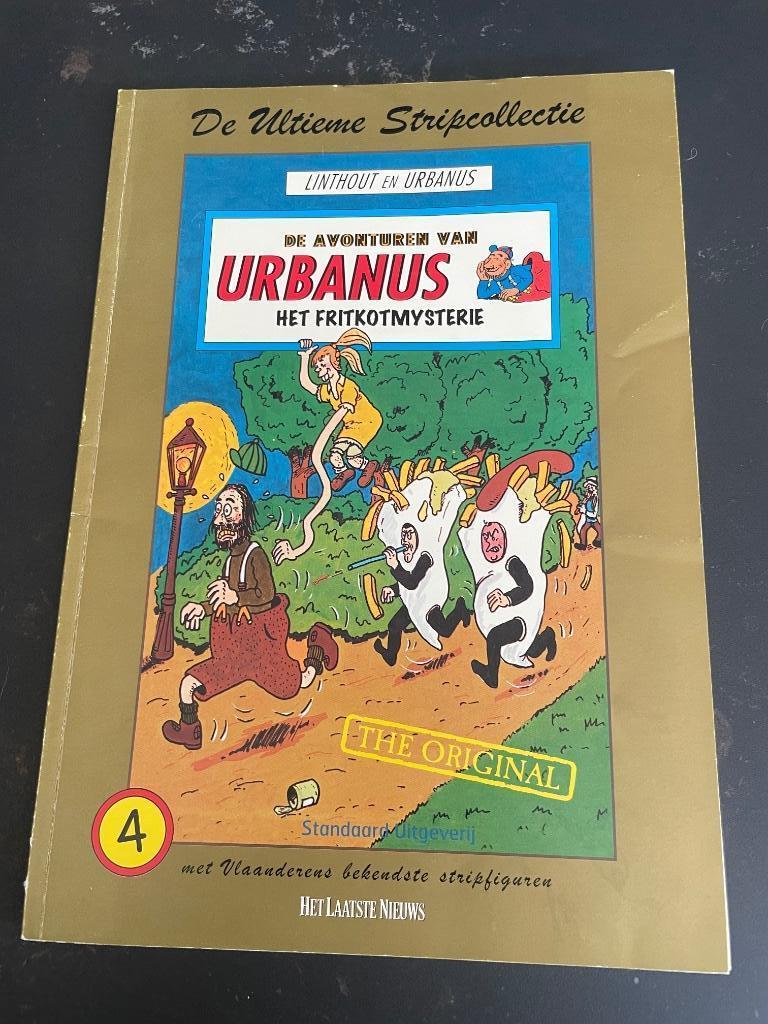 De Ultieme Stripcollectie
LINTHOUT EN URBANUS
DE AVONTUREN VAN
URBANUS
HET FRITKOTMYSTERIE
THE ORIGINAL
Standaard Uitgeverij
4
met Vlaanderens bekendste stripfiguren
HET LAATSTE NIEUWS